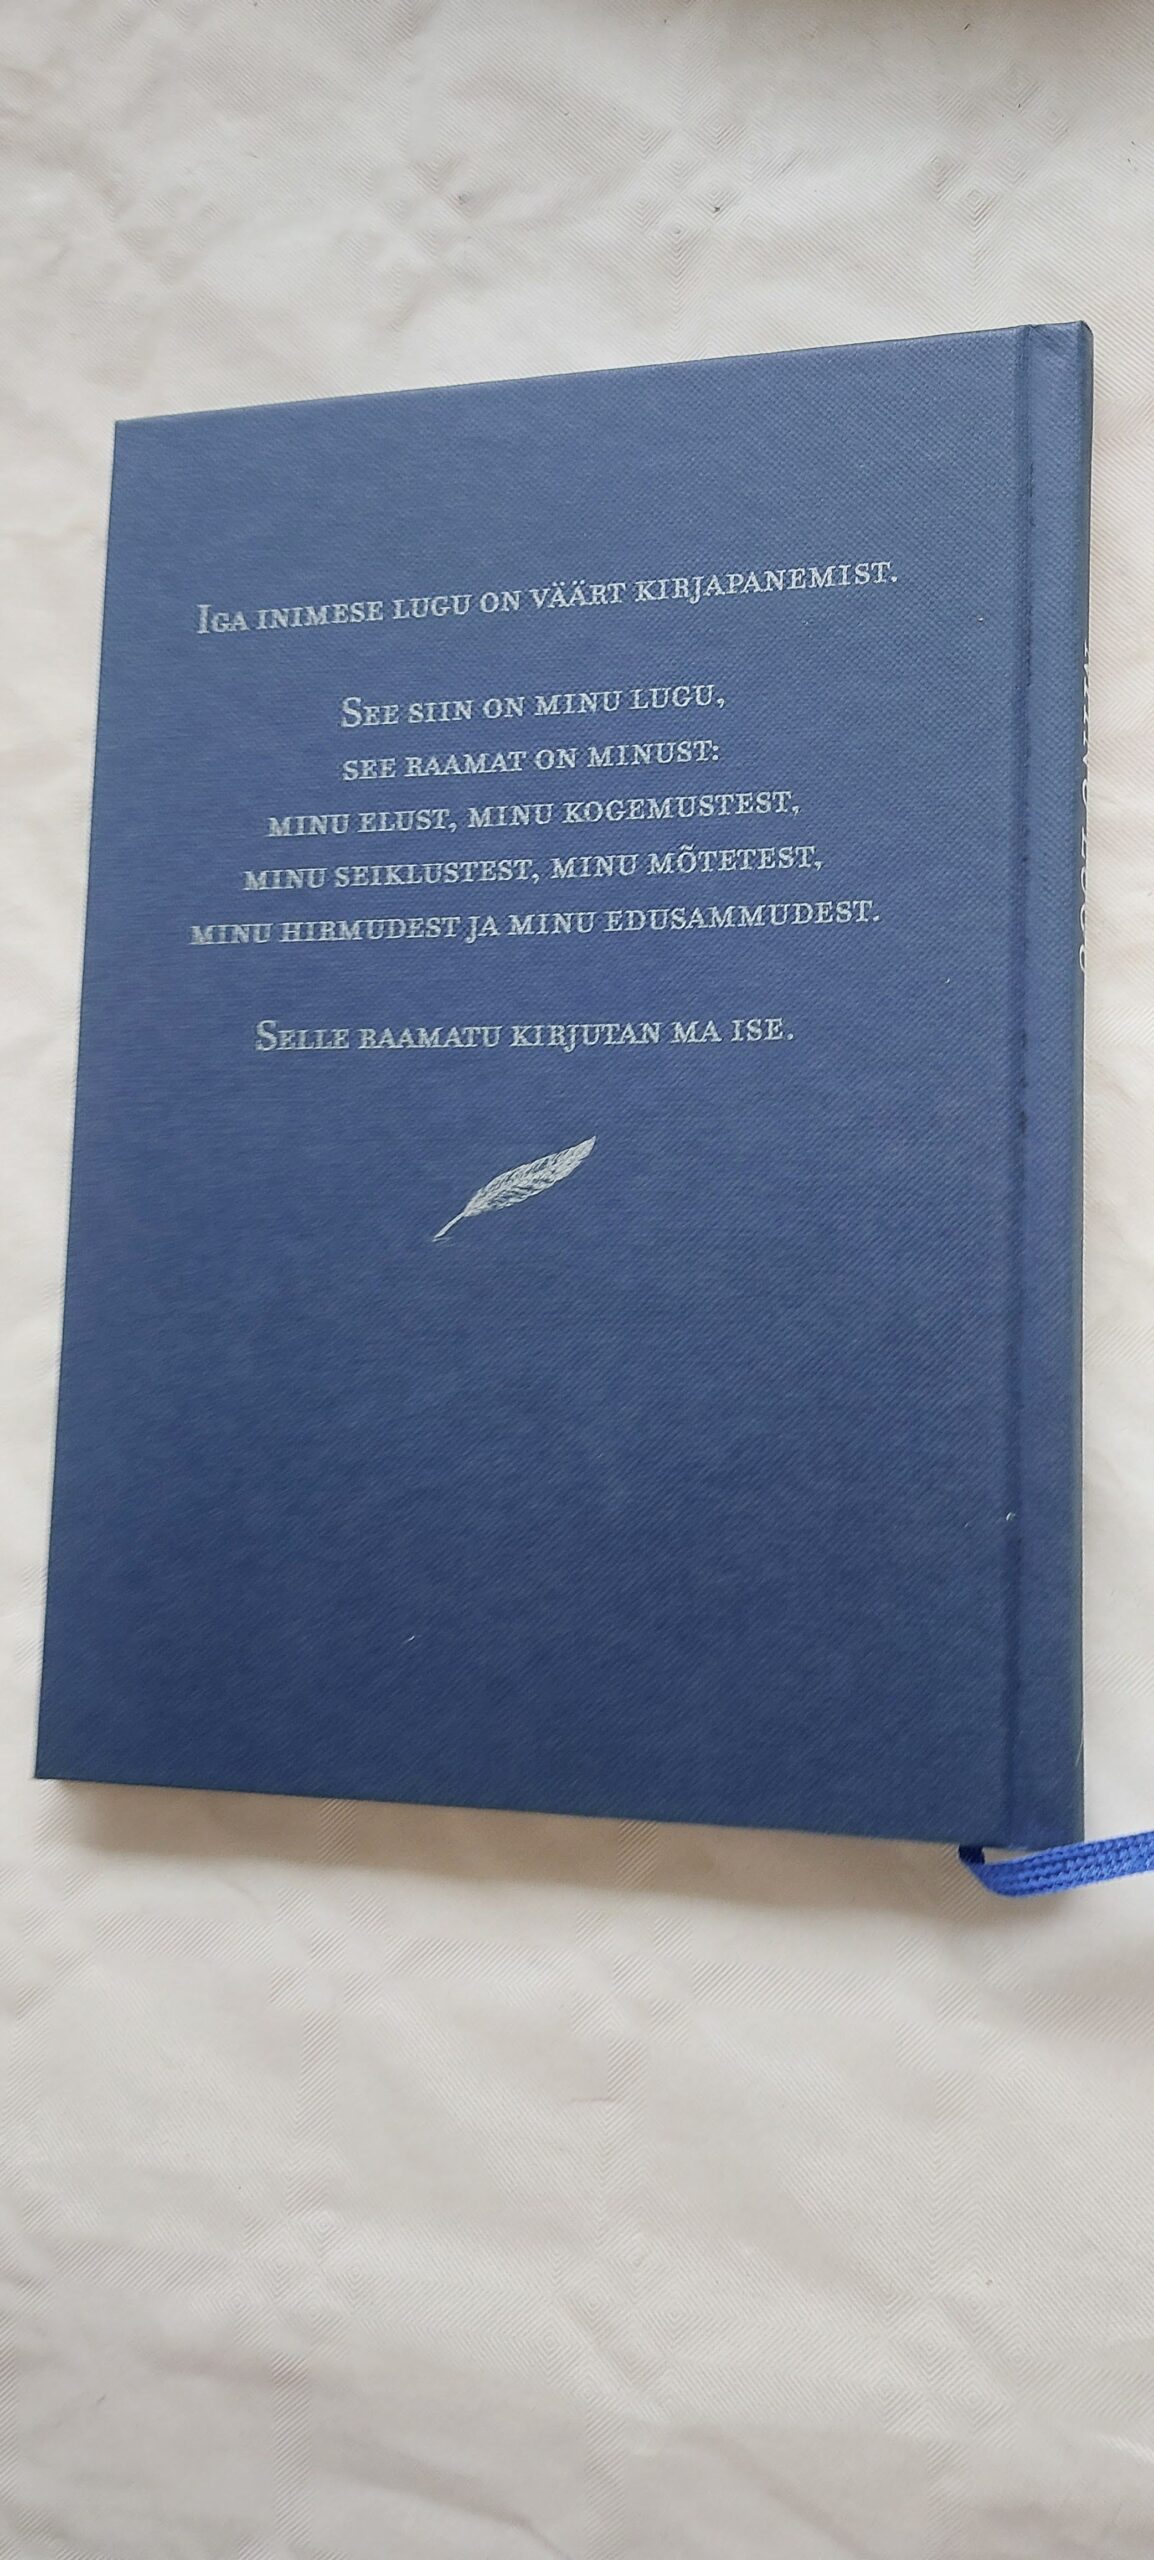 Iga inimese lugu on väärt kirjapanemist.
See siin on minu lugu,
see raamat on minust:
minu elust, minu kogemustest,
minu seiklustest, minu mõtetest,
minu hirmudest ja minu edusammudest.
Selle raamatu kirjutan ma ise.